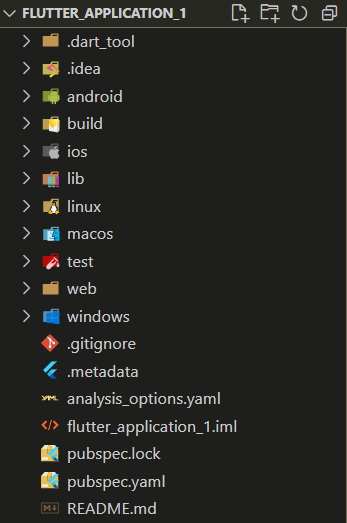 FLUTTER_APPLICATION_1
.dart_tool
.idea
android
build
ios
lib
linux
macos
test
web
windows
.gitignore
.metadata
analysis_options.yaml
flutter_application_1.iml
pubspec.lock
pubspec.yaml
README.md